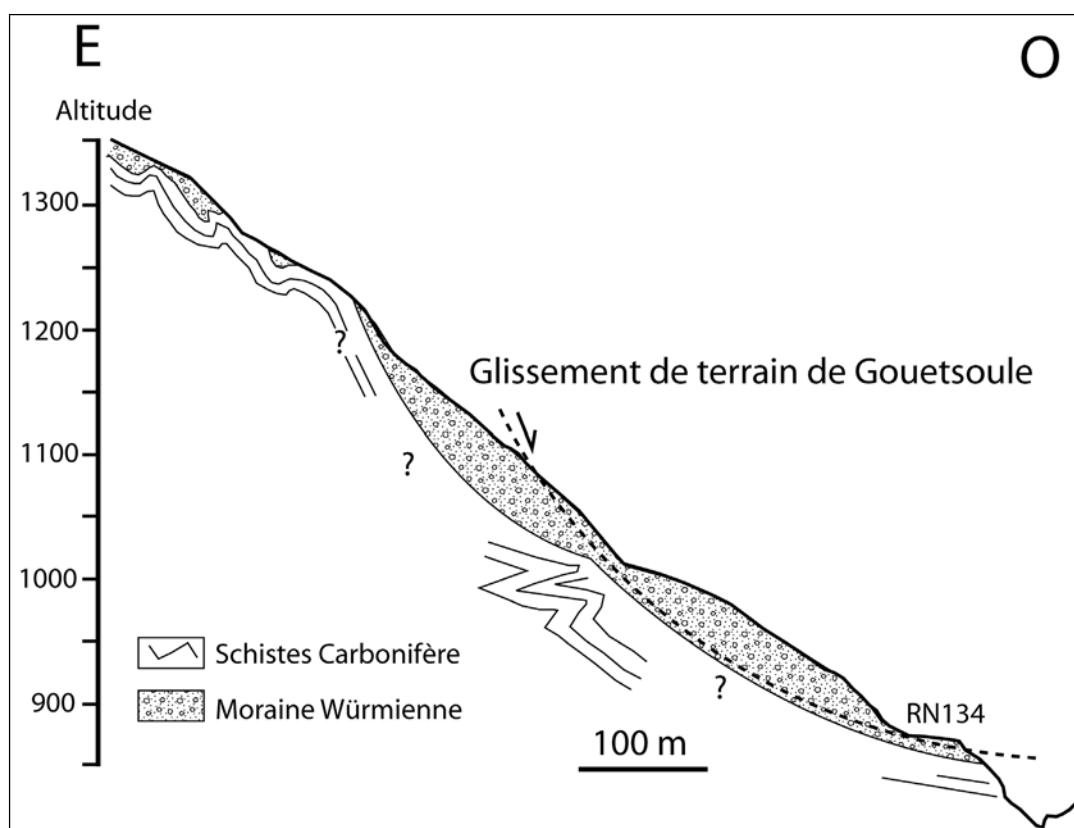 E
O
Altitude
1300
?
1200
Glissement de terrain de Gouetsoule
1100
?
1000
Schistes Carbonifère
900
?
Moraine Würmienne
RN134
100 m